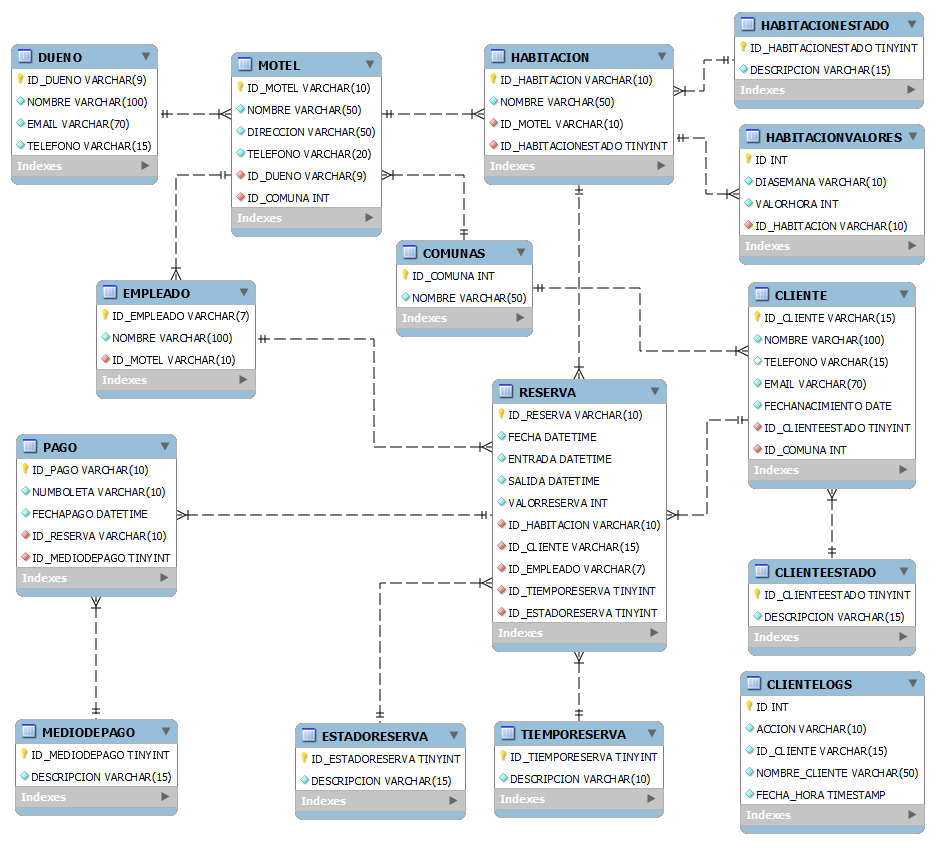 DUENO
ID_DUENO VARCHAR(9)
NOMBRE VARCHAR(100)
EMAIL VARCHAR(70)
TELEFONO VARCHAR(15)
Indexes
MOTEL
ID_MOTEL VARCHAR(10)
NOMBRE VARCHAR(50)
DIRECCION VARCHAR(50)
TELEFONO VARCHAR(20)
ID_DUENO VARCHAR(9)
ID_COMUNA INT
Indexes
HABITACION
ID_HABITACION VARCHAR(10)
NOMBRE VARCHAR(50)
ID_MOTEL VARCHAR(10)
ID_HABITACIONESTADO TINYINT
Indexes
HABITACIONESTADO
ID_HABITACIONESTADO TINYINT
DESCRIPCION VARCHAR(15)
Indexes
HABITACIONVALORES
ID INT
DIASEMANA VARCHAR(10)
VALORHORA INT
ID_HABITACION VARCHAR(10)
Indexes
COMUNAS
ID_COMUNA INT
NOMBRE VARCHAR(50)
Indexes
EMPLEADO
ID_EMPLEADO VARCHAR(7)
NOMBRE VARCHAR(100)
ID_MOTEL VARCHAR(10)
Indexes
CLIENTE
ID_CLIENTE VARCHAR(15)
NOMBRE VARCHAR(100)
TELEFONO VARCHAR(15)
EMAIL VARCHAR(70)
FECHANACIMIENTO DATE
ID_CLIENTEESTADO TINYINT
ID_COMUNA INT
Indexes
RESERVA
ID_RESERVA VARCHAR(10)
FECHA DATETIME
ENTRADA DATETIME
SALIDA DATETIME
VALORRESERVA INT
ID_HABITACION VARCHAR(10)
ID_CLIENTE VARCHAR(15)
ID_EMPLEADO VARCHAR(7)
ID_TIEMPORESERVA TINYINT
ID_ESTADORESERVA TINYINT
Indexes
PAGO
ID_PAGO VARCHAR(10)
NUMBOLETA VARCHAR(10)
FECHAPAGO DATETIME
ID_RESERVA VARCHAR(10)
ID_MEDIODEPAGO TINYINT
Indexes
CLIENTEESTADO
ID_CLIENTEESTADO TINYINT
DESCRIPCION VARCHAR(15)
Indexes
CLIENTELOGS
ID INT
ACCION VARCHAR(10)
ID_CLIENTE VARCHAR(15)
NOMBRE_CLIENTE VARCHAR(50)
FECHA_HORA TIMESTAMP
Indexes
MEDIODEPAGO
ID_MEDIODEPAGO TINYINT
DESCRIPCION VARCHAR(15)
Indexes
ESTADORESERVA
ID_ESTADORESERVA TINYINT
DESCRIPCION VARCHAR(15)
Indexes
TIEMPORESERVA
ID_TIEMPORESERVA TINYINT
DESCRIPCION VARCHAR(10)
Indexes